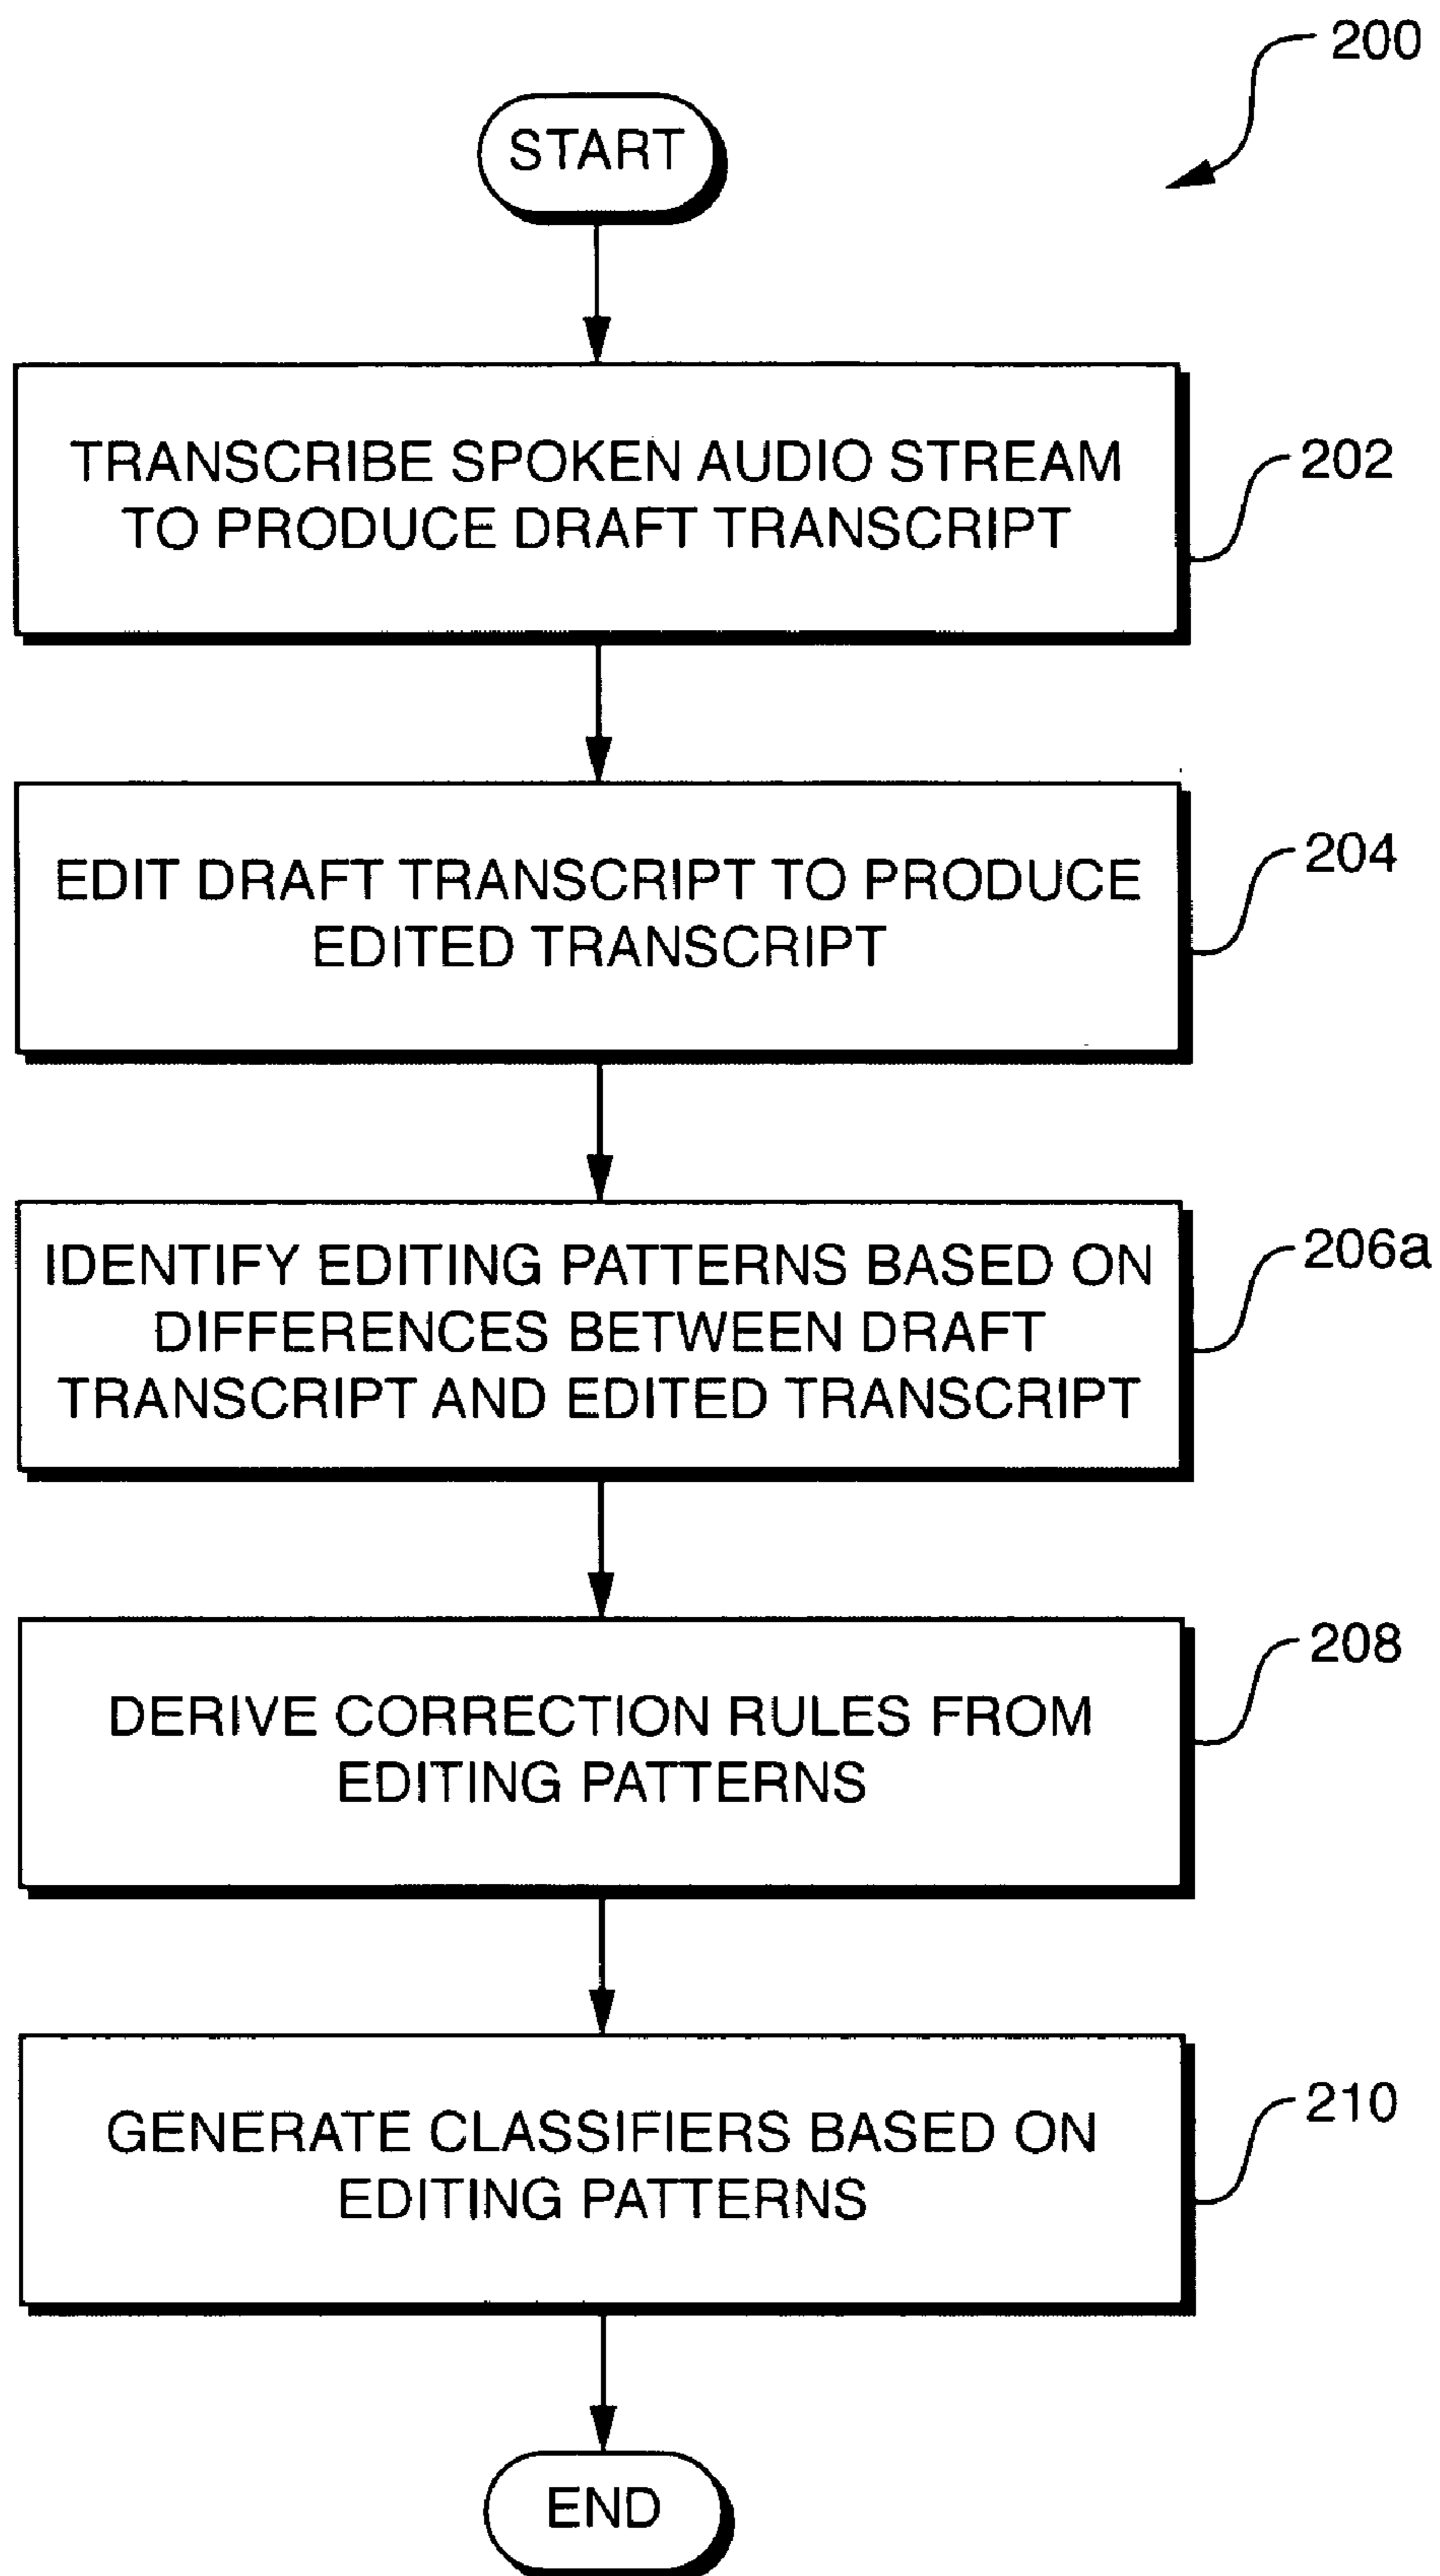 200
START
TRANSCRIBE SPOKEN AUDIO STREAM
TO PRODUCE DRAFT TRANSCRIPT
202
EDIT DRAFT TRANSCRIPT TO PRODUCE
EDITED TRANSCRIPT
204
IDENTIFY EDITING PATTERNS BASED ON
DIFFERENCES BETWEEN DRAFT
TRANSCRIPT AND EDITED TRANSCRIPT
206a
DERIVE CORRECTION RULES FROM
EDITING PATTERNS
208
GENERATE CLASSIFIERS BASED ON
EDITING PATTERNS
210
END